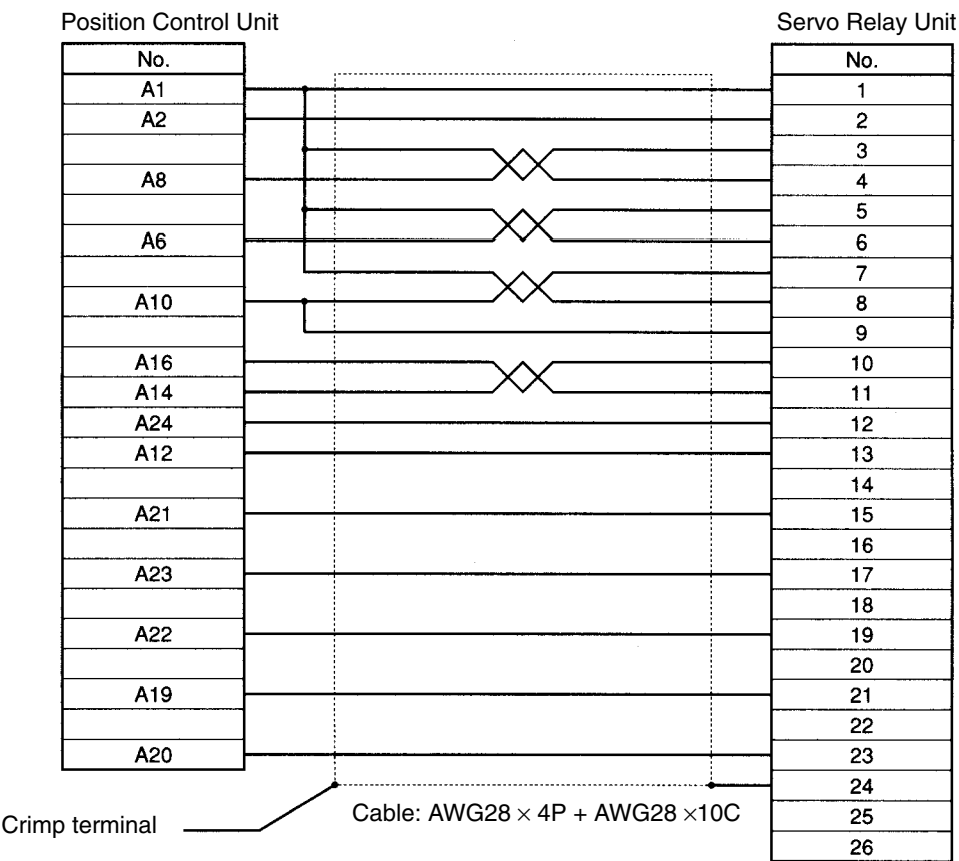 Position Control Unit Servo Relay Unit
No. No.
A1 1
A2 2
3
A8 4
5
A6 6
7
A10 8
9
A16 10
A14 11
A24 12
A12 13
14
A21 15
16
A23 17
18
A22 19
20
A19 21
22
A20 23
24
Crimp terminal Cable: AWG28 × 4P + AWG28 ×10C 25
26